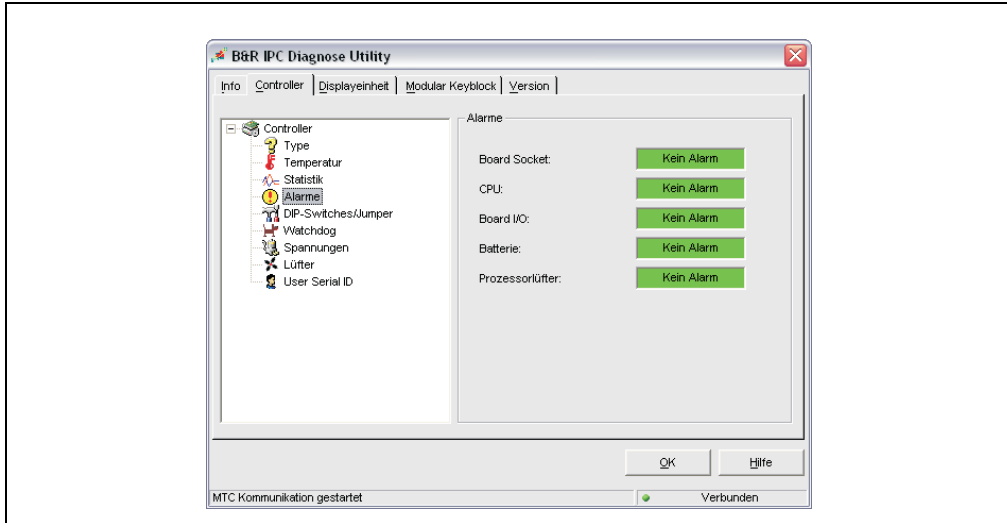 B&R IPC Diagnose Utility
Info Controller Displayeinheit Modular Keyblock Version
Controller
Type
Temperatur
Statistik
Alarme
DIP-Switches/Jumper
Watchdog
Spannungen
Lüfter
User Serial ID
Alarme
Board Socket: Kein Alarm
CPU: Kein Alarm
Board I/O: Kein Alarm
Batterie: Kein Alarm
Prozessorlüfter: Kein Alarm
OK Hilfe
MTC Kommunikation gestartet Verbunden